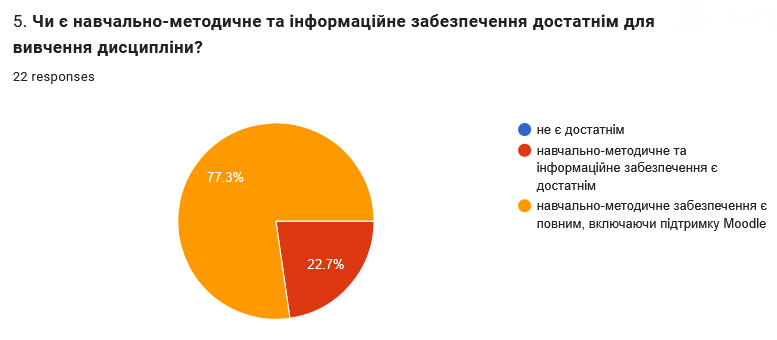 5. Чи є навчально-методичне та інформаційне забезпечення достатнім для
вивчення дисципліни?
22 responses
77.3%
22.7%
не є достатнім
навчально-методичне та
інформаційне забезпечення є
достатнім
навчально-методичне забезпечення є
повним, включаючи підтримку Moodle